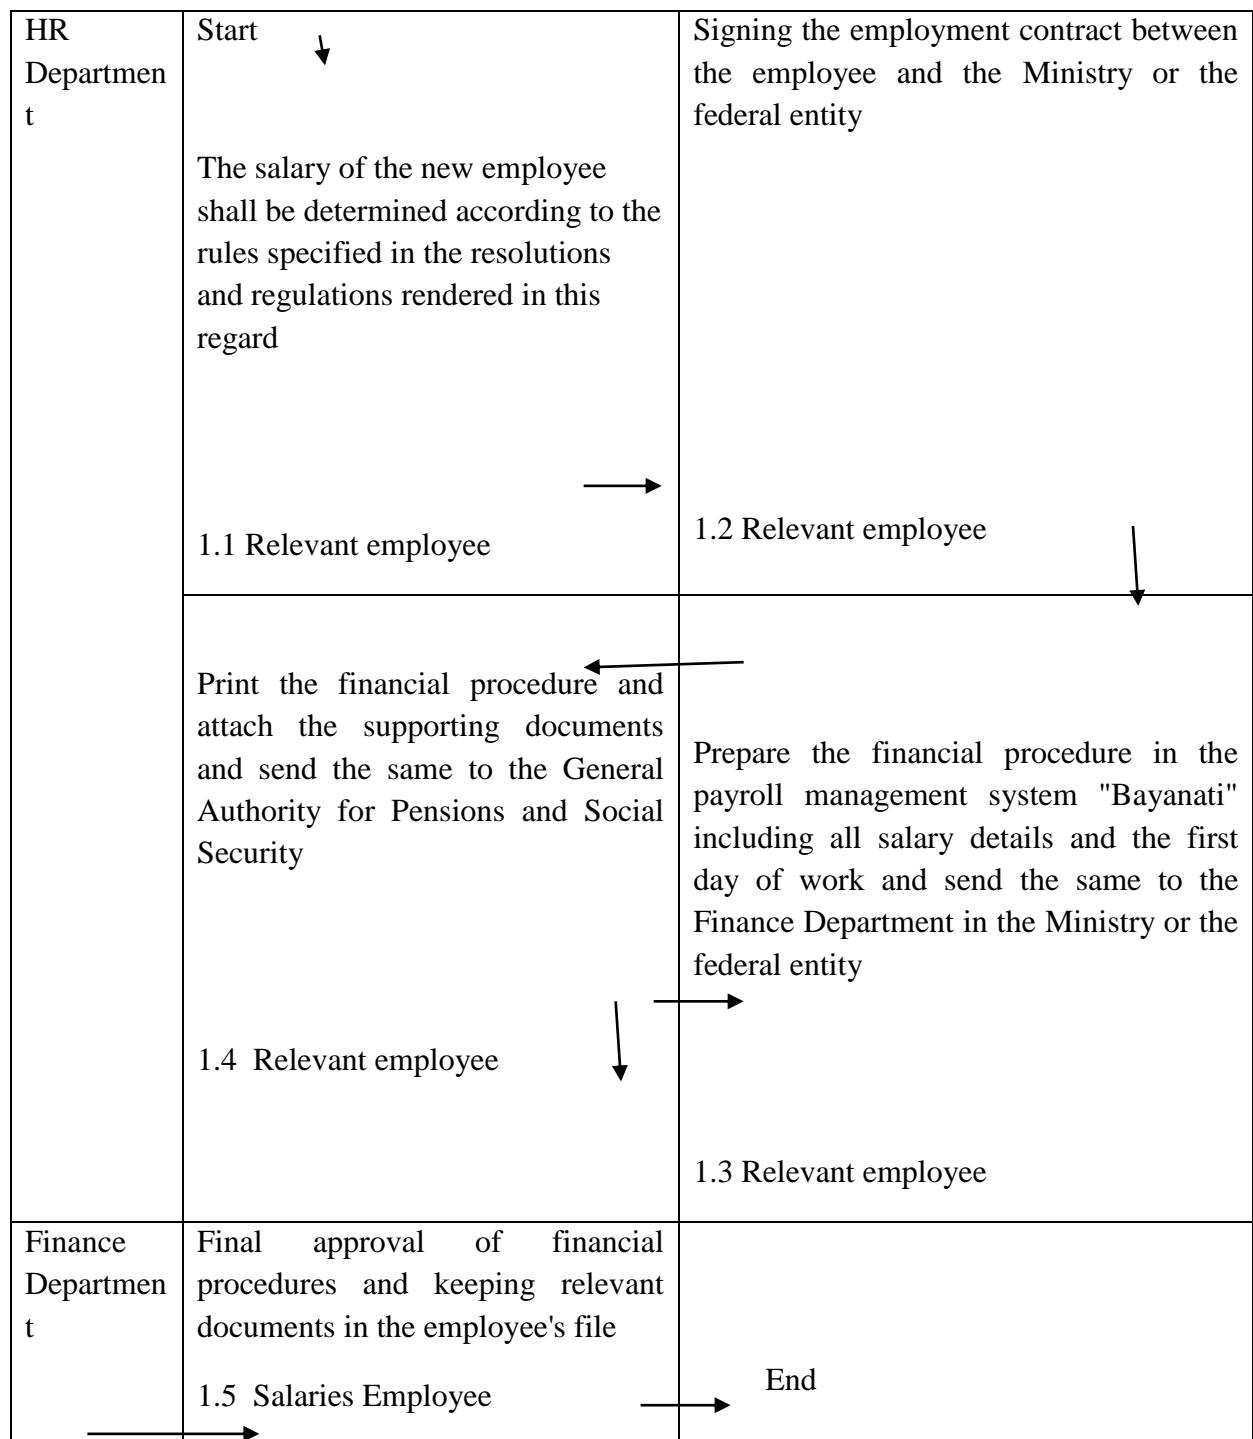 HR
Departmen
t
Start
The salary of the new employee
shall be determined according to the
rules specified in the resolutions
and regulations rendered in this
regard
1.1 Relevant employee
Signing the employment contract between
the employee and the Ministry or the
federal entity
1.2 Relevant employee
Print the financial procedure and
attach the supporting documents
and send the same to the General
Authority for Pensions and Social
Security
1.4 Relevant employee
Prepare the financial procedure in the
payroll management system "Bayanati"
including all salary details and the first
day of work and send the same to the
Finance Department in the Ministry or the
federal entity
1.3 Relevant employee
Finance
Departmen
t
Final approval of financial
procedures and keeping relevant
documents in the employee's file
1.5 Salaries Employee
End